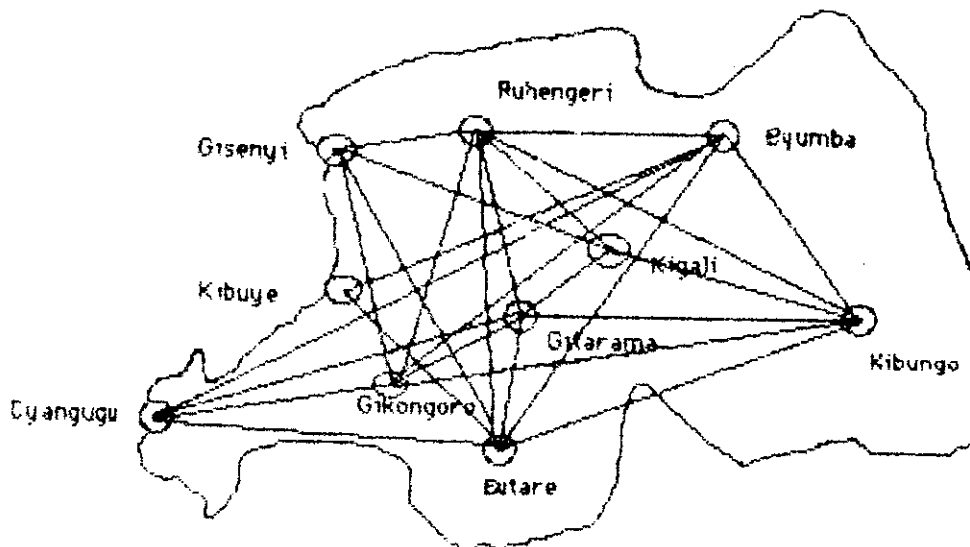 Ruhengeri
Gisenyi
Byumba
Kigali
Kibuye
Gitarama
Kibungo
Gikongoro
Cyangugu
Butare